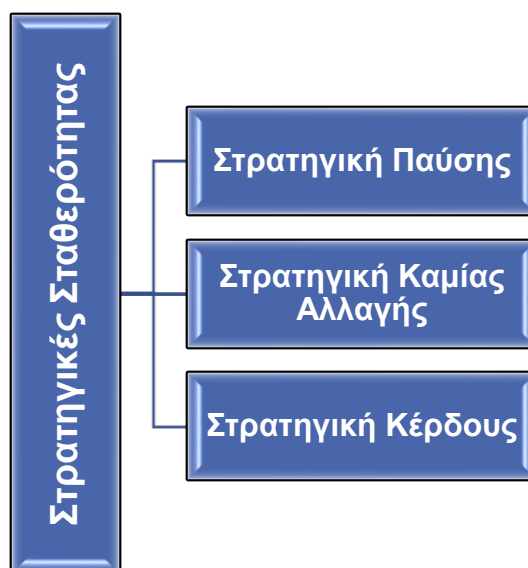 Στρατηγικές Σταθερότητας
Στρατηγική Παύσης
Στρατηγική Καμίας
Αλλαγής
Στρατηγική Κέρδους